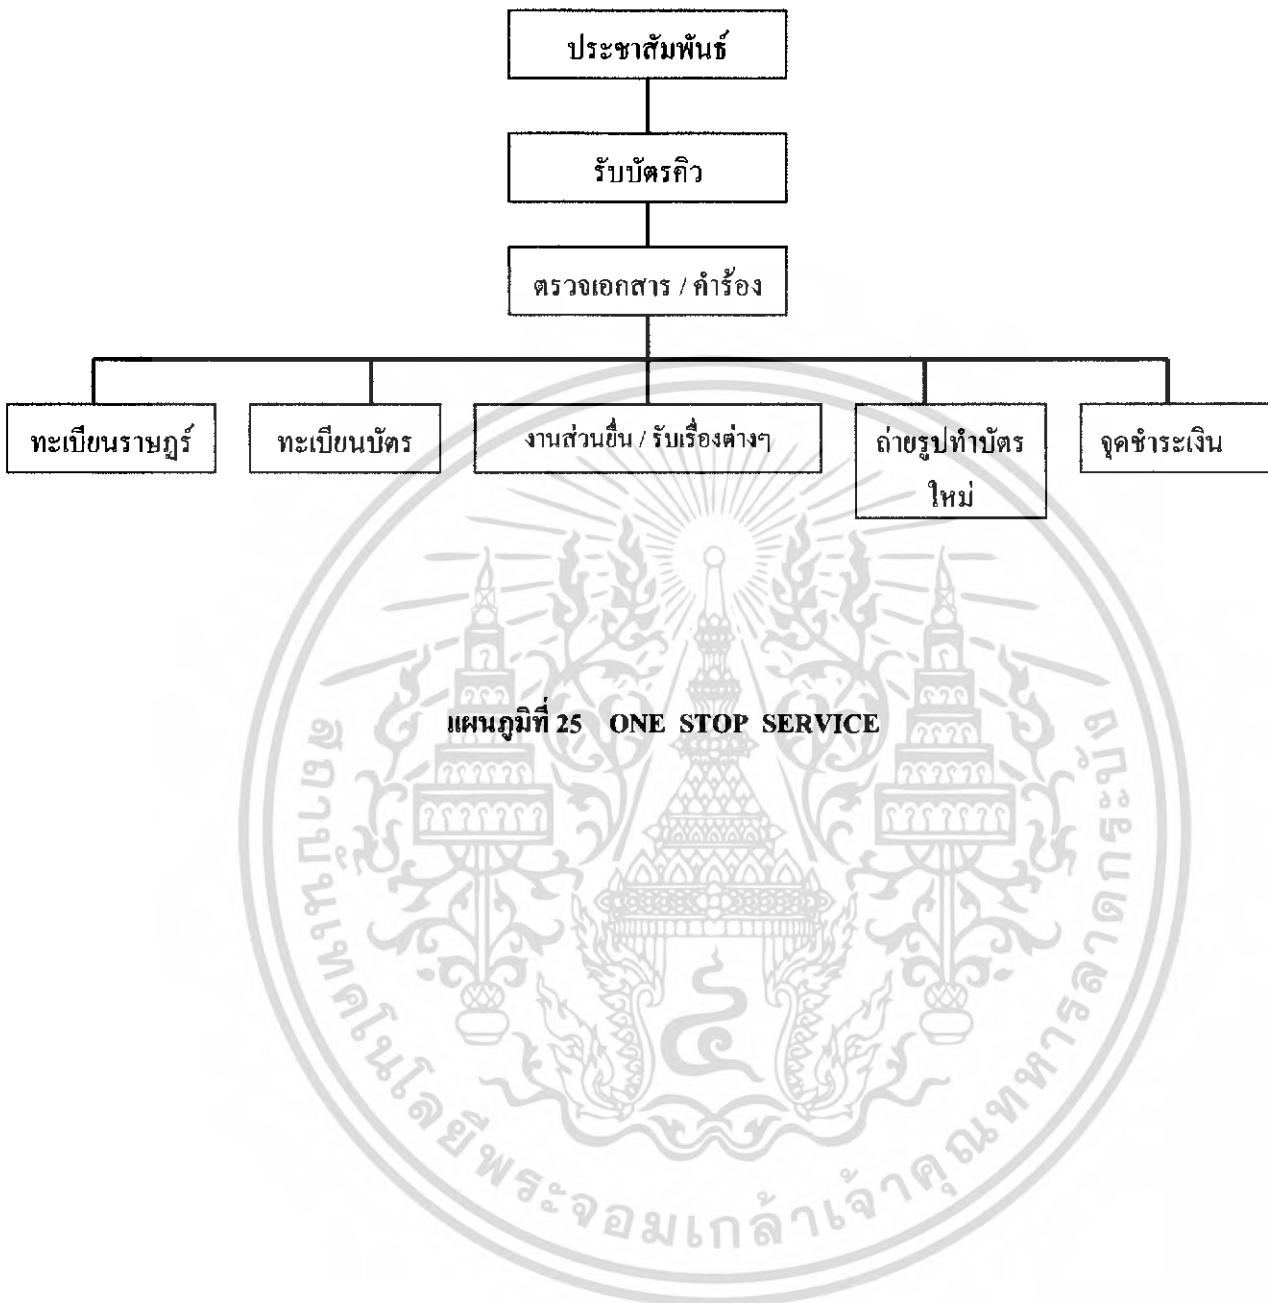 ประชาสัมพันธ์
รับบัตรคิว
ตรวจเอกสาร / คำร้อง
ทะเบียนราษฎร์
ทะเบียนบัตร
งานส่วนยื่น / รับเรื่องต่างๆ
ถ่ายรูปทำบัตร
ใหม่
จุดชำระเงิน
แผนภูมิที่ 25 ONE STOP SERVICE
สถาบันเทคโนโลยีพระจอมเกล้าเจ้าคุณทหารลาดกระบัง